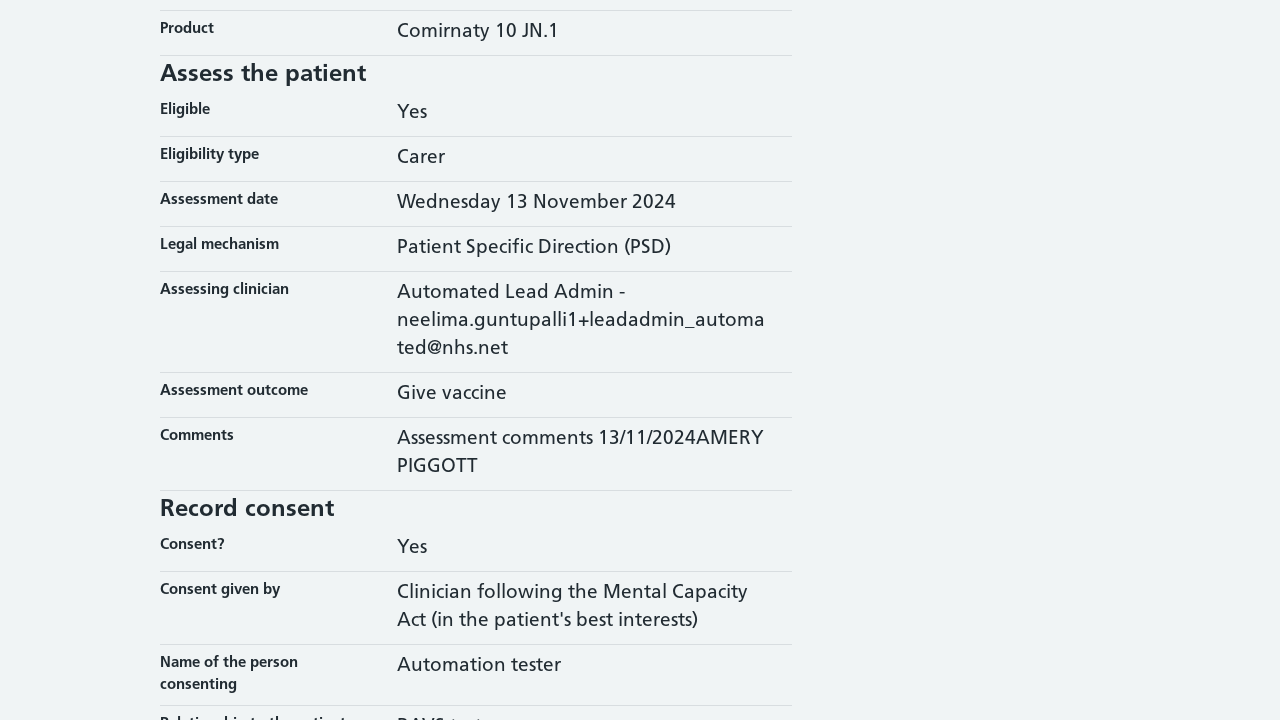 Product
Comirnaty 10 JN.1
Assess the patient
Eligible
Yes
Eligibility type
Carer
Assessment date
Wednesday 13 November 2024
Legal mechanism
Patient Specific Direction (PSD)
Assessing clinician
Automated Lead Admin -
neelima.guntupalli1+leadadmin_automa
ted@nhs.net
Assessment outcome
Give vaccine
Comments
Assessment comments 13/11/2024AMERY
PIGGOTT
Record consent
Consent?
Yes
Consent given by
Clinician following the Mental Capacity
Act (in the patient's best interests)
Name of the person
consenting
Automation tester